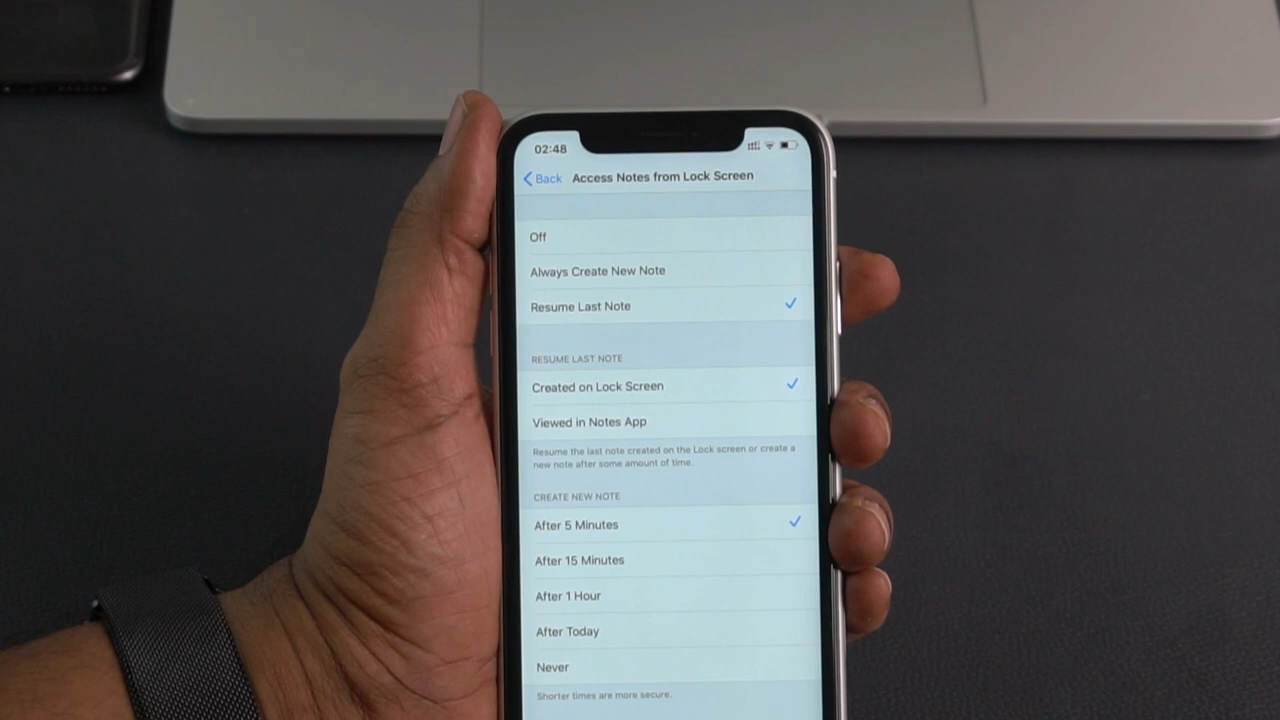 02:48
Back Access Notes from Lock Screen
Off
Always Create New Note
Resume Last Note
RESUME LAST NOTE
Created on Lock Screen
Viewed in Notes App
Resume the last note created on the Lock screen or create a
new note after some amount of time.
CREATE NEW NOTE
After 5 Minutes
After 15 Minutes
After 1 Hour
After Today
Never
Shorter times are more secure.